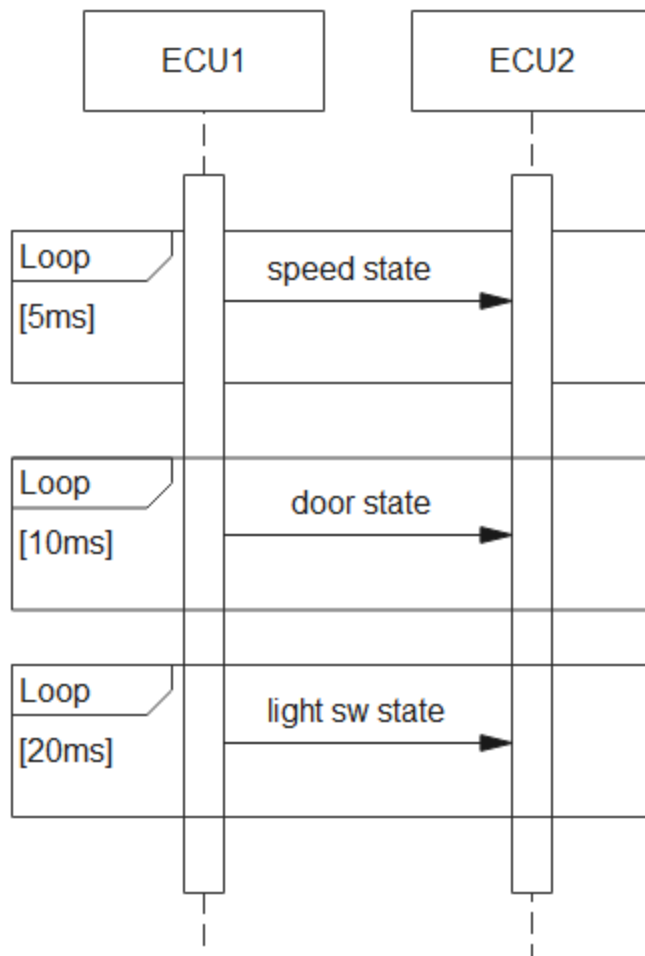 ECU1
ECU2
Loop
speed state
[5ms]
Loop
door state
[10ms]
Loop
light sw state
[20ms]